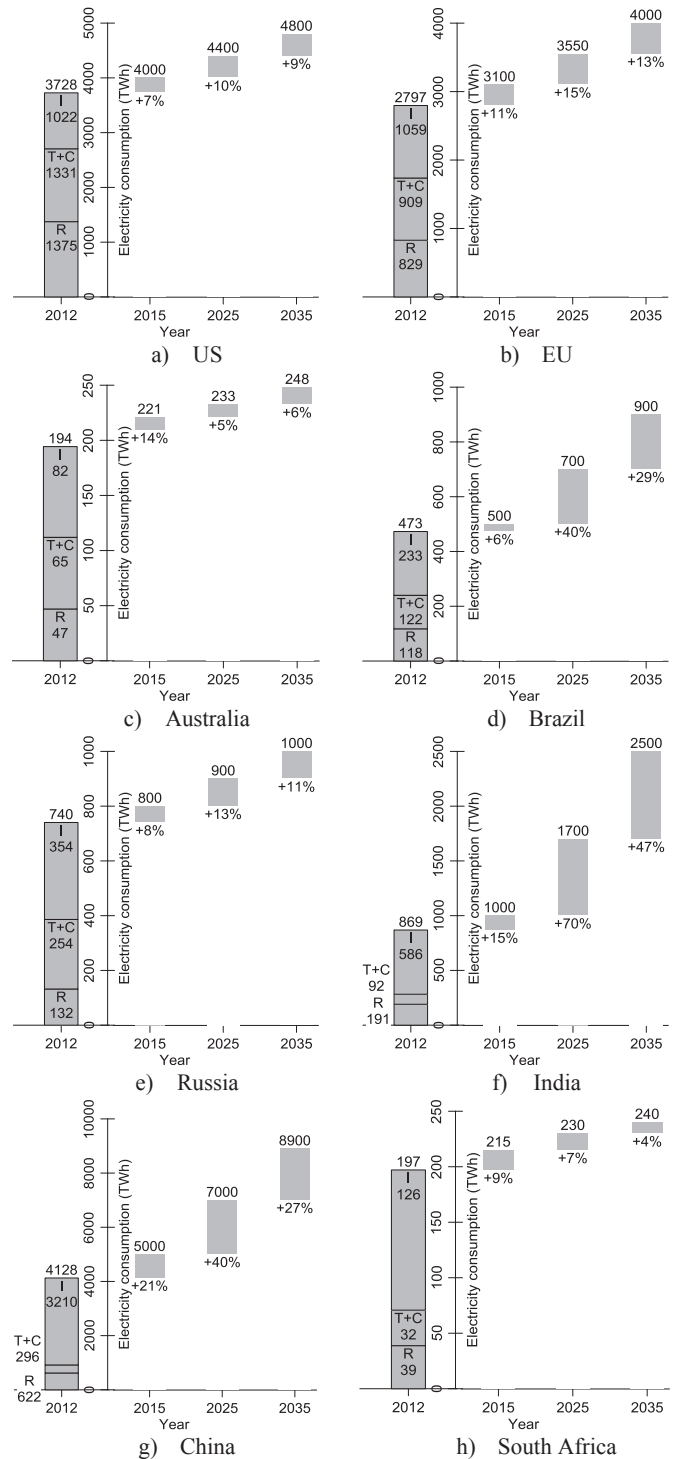 Electricity consumption (TWh)
5000
4000
3000
2000
1000
0
3728
I
1022
T+C
1331
R
1375
4000
+7%
4400
+10%
4800
+9%
2012 2015 2025 2035
Year
a) US
Electricity consumption (TWh)
4000
3000
2000
1000
0
2797
I
1059
T+C
909
R
829
3100
+11%
3550
+15%
4000
+13%
2012 2015 2025 2035
Year
b) EU
Electricity consumption (TWh)
250
200
150
100
50
0
194
I
82
T+C
65
R
47
221
+14%
233
+5%
248
+6%
2012 2015 2025 2035
Year
c) Australia
Electricity consumption (TWh)
1000
800
600
400
200
0
473
I
233
T+C
122
R
118
500
+6%
700
+40%
900
+29%
2012 2015 2025 2035
Year
d) Brazil
Electricity consumption (TWh)
1000
800
600
400
200
0
740
I
354
T+C
254
R
132
800
+8%
900
+13%
1000
+11%
2012 2015 2025 2035
Year
e) Russia
Electricity consumption (TWh)
2500
2000
1500
1000
500
0
869
I
586
T+C
92
R
191
1000
+15%
1700
+70%
2500
+47%
2012 2015 2025 2035
Year
f) India
Electricity consumption (TWh)
10000
8000
6000
4000
2000
0
4128
I
3210
T+C
296
R
622
5000
+21%
7000
+40%
8900
+27%
2012 2015 2025 2035
Year
g) China
Electricity consumption (TWh)
250
200
150
100
50
0
197
I
126
T+C
32
R
39
215
+9%
230
+7%
240
+4%
2012 2015 2025 2035
Year
h) South Africa